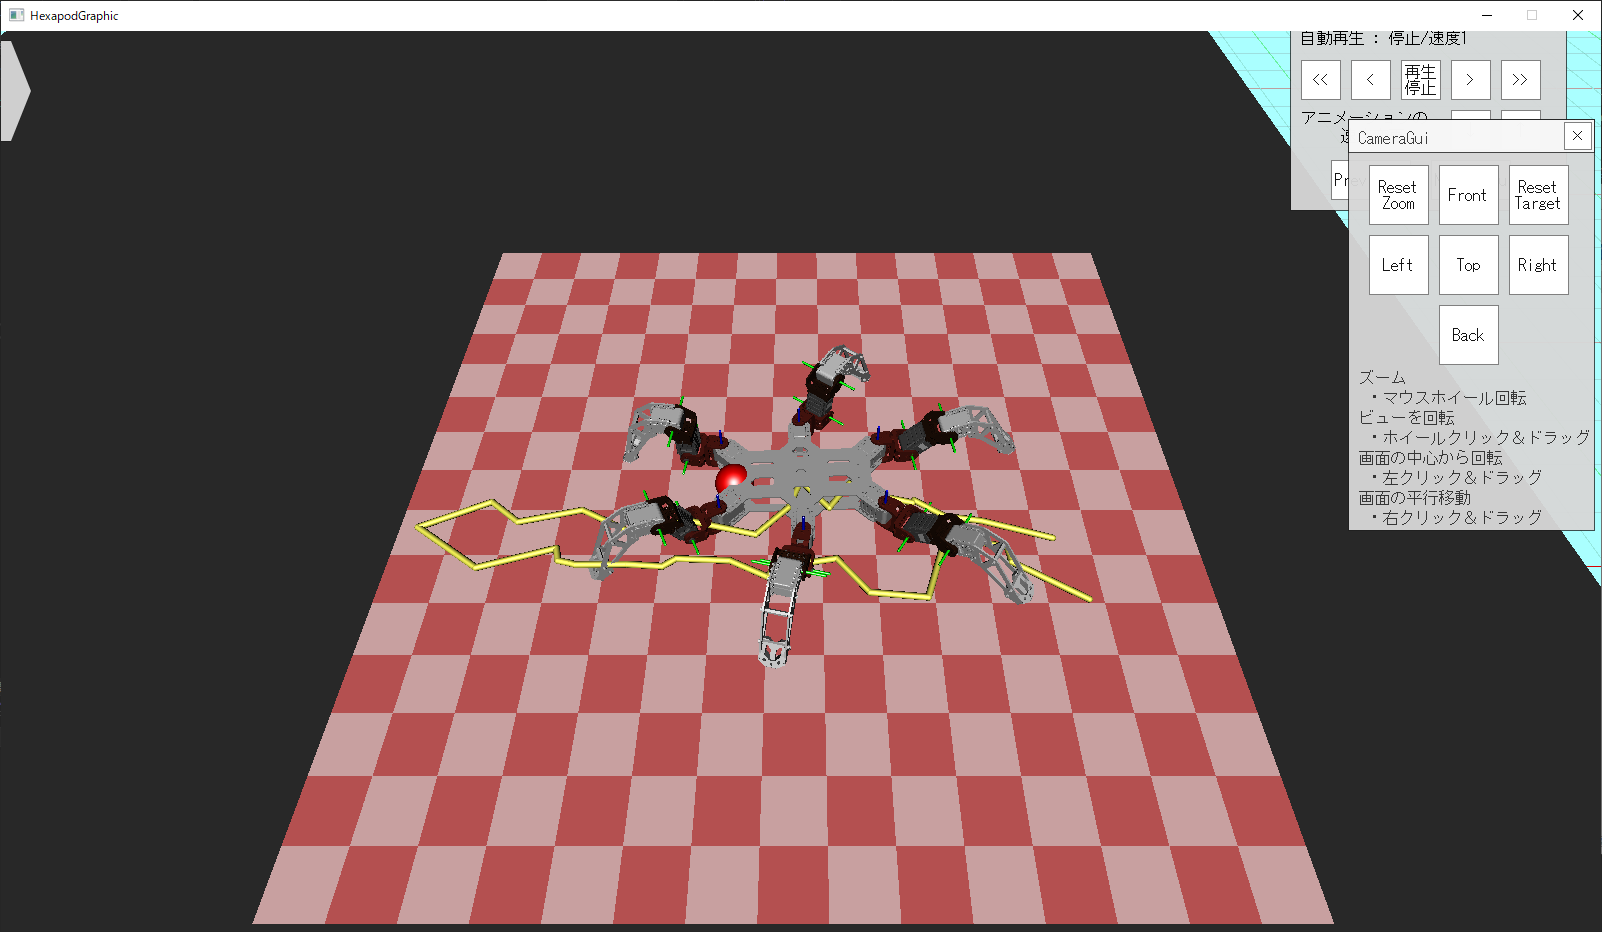 HexapodGraphic
自動再生 : 停止/速度1
<<
<
再生
停止
>
>>
アニメーションの
CameraGui
Reset
Zoom
Front
Reset
Target
Left
Top
Right
Back
ズーム
・マウスホイール回転
ビューを回転
・ホイールクリック＆ドラッグ
画面の中心から回転
・左クリック＆ドラッグ
画面の平行移動
・右クリック＆ドラッグ